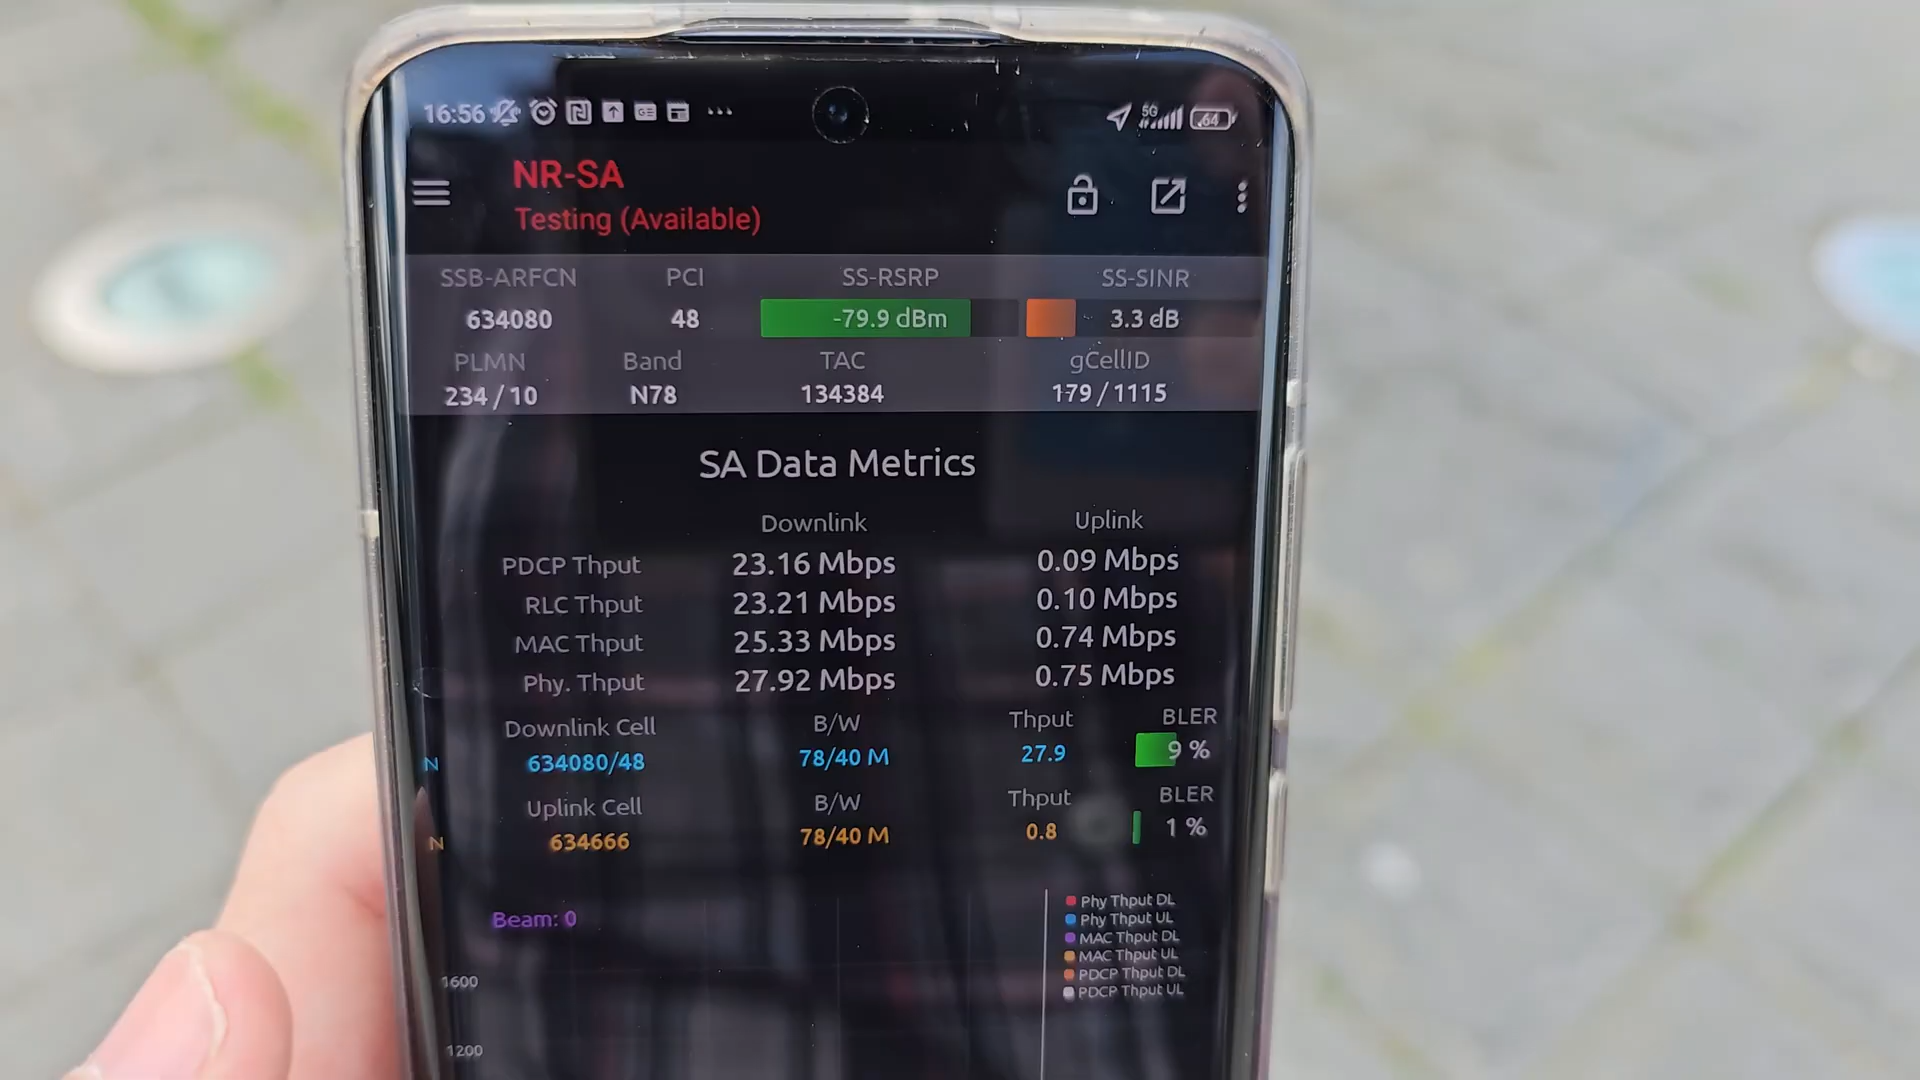 16:56 ... 5G 64
NR-SA
Testing (Available)
SSB-ARFCN PCI SS-RSRP SS-SINR
634080 48 -79.9 dBm 3.3 dB
PLMN Band TAC gCellID
234 / 10 N78 134384 179 / 1115
SA Data Metrics
Downlink Uplink
PDCP Thput 23.16 Mbps 0.09 Mbps
RLC Thput 23.21 Mbps 0.10 Mbps
MAC Thput 25.33 Mbps 0.74 Mbps
Phy. Thput 27.92 Mbps 0.75 Mbps
Downlink Cell B/W Thput BLER
N 634080/48 78/40 M 27.9 9 %
Uplink Cell B/W Thput BLER
N 634666 78/40 M 0.8 1 %
Beam: 0
Phy Thput DL
Phy Thput UL
MAC Thput DL
MAC Thput UL
PDCP Thput DL
PDCP Thput UL
1600
1200